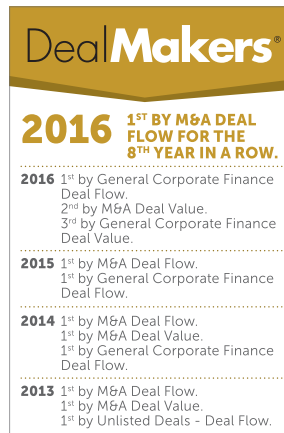 DealMakers®
2016 1ST BY M&A DEAL
FLOW FOR THE
8TH YEAR IN A ROW.
2016 1st by General Corporate Finance
Deal Flow.
2nd by M&A Deal Value.
3rd by General Corporate Finance
Deal Value.
2015 1st by M&A Deal Flow.
1st by General Corporate Finance
Deal Flow.
2014 1st by M&A Deal Flow.
1st by M&A Deal Value.
1st by General Corporate Finance
Deal Flow.
2013 1st by M&A Deal Flow.
1st by M&A Deal Value.
1st by Unlisted Deals - Deal Flow.